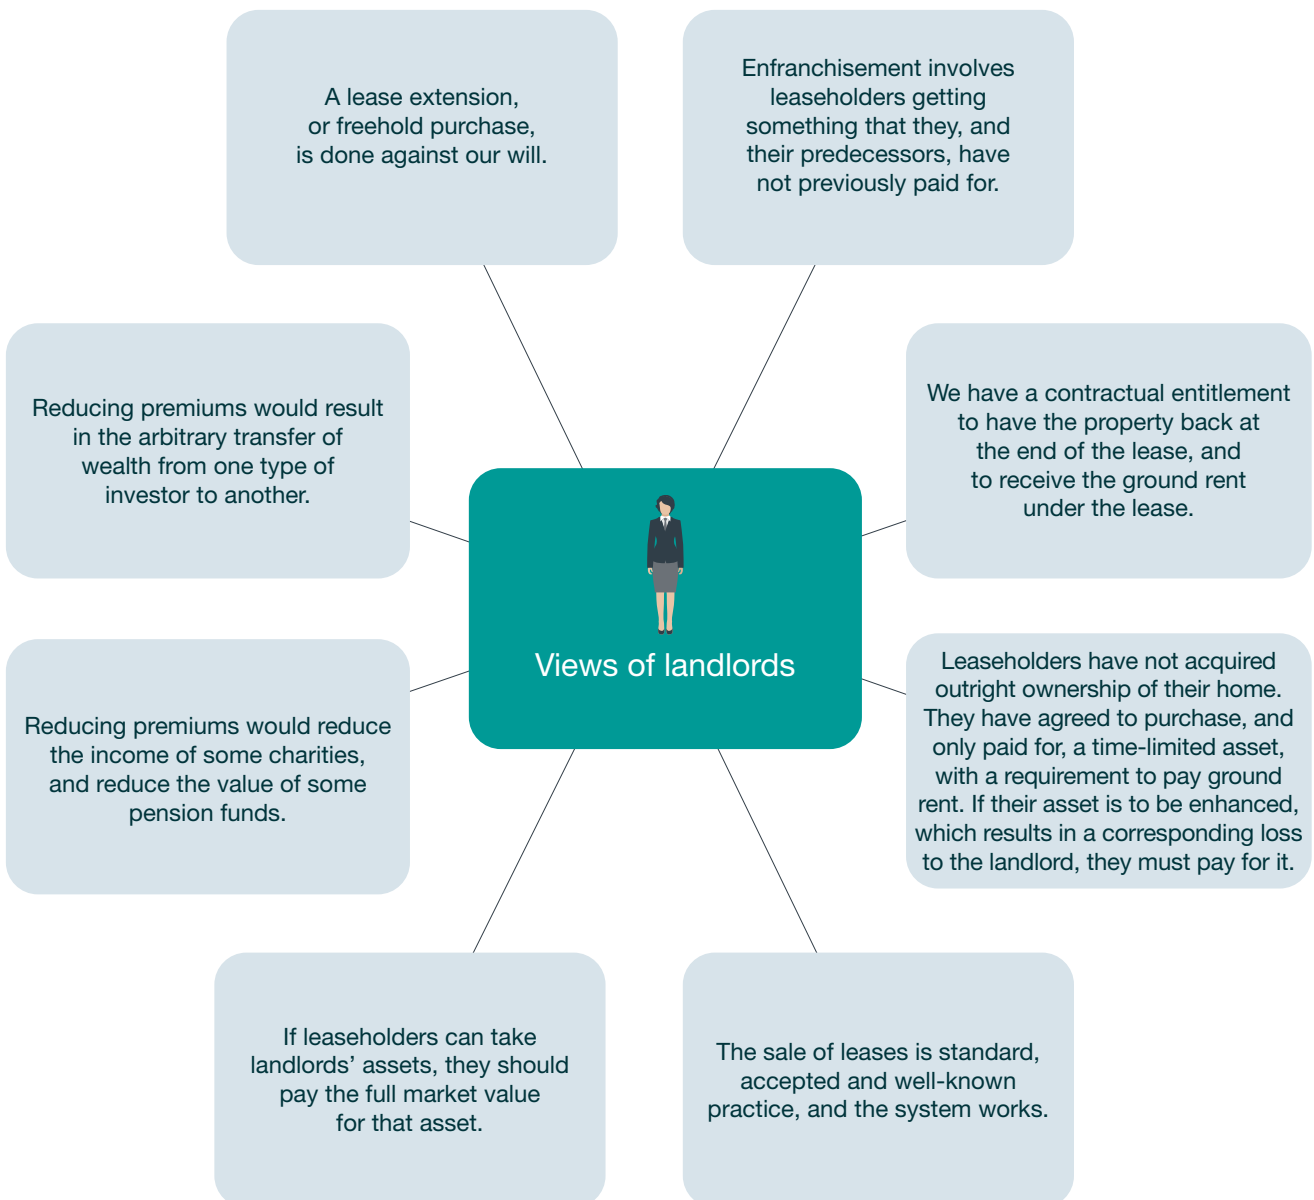 A lease extension,
or freehold purchase,
is done against our will.
Enfranchisement involves
leaseholders getting
something that they, and
their predecessors, have
not previously paid for.
Reducing premiums would result
in the arbitrary transfer of
wealth from one type of
investor to another.
We have a contractual entitlement
to have the property back at
the end of the lease, and
to receive the ground rent
under the lease.
Views of landlords
Reducing premiums would reduce
the income of some charities,
and reduce the value of some
pension funds.
Leaseholders have not acquired
outright ownership of their home.
They have agreed to purchase, and
only paid for, a time-limited asset,
with a requirement to pay ground
rent. If their asset is to be enhanced,
which results in a corresponding loss
to the landlord, they must pay for it.
If leaseholders can take
landlords’ assets, they should
pay the full market value
for that asset.
The sale of leases is standard,
accepted and well-known
practice, and the system works.